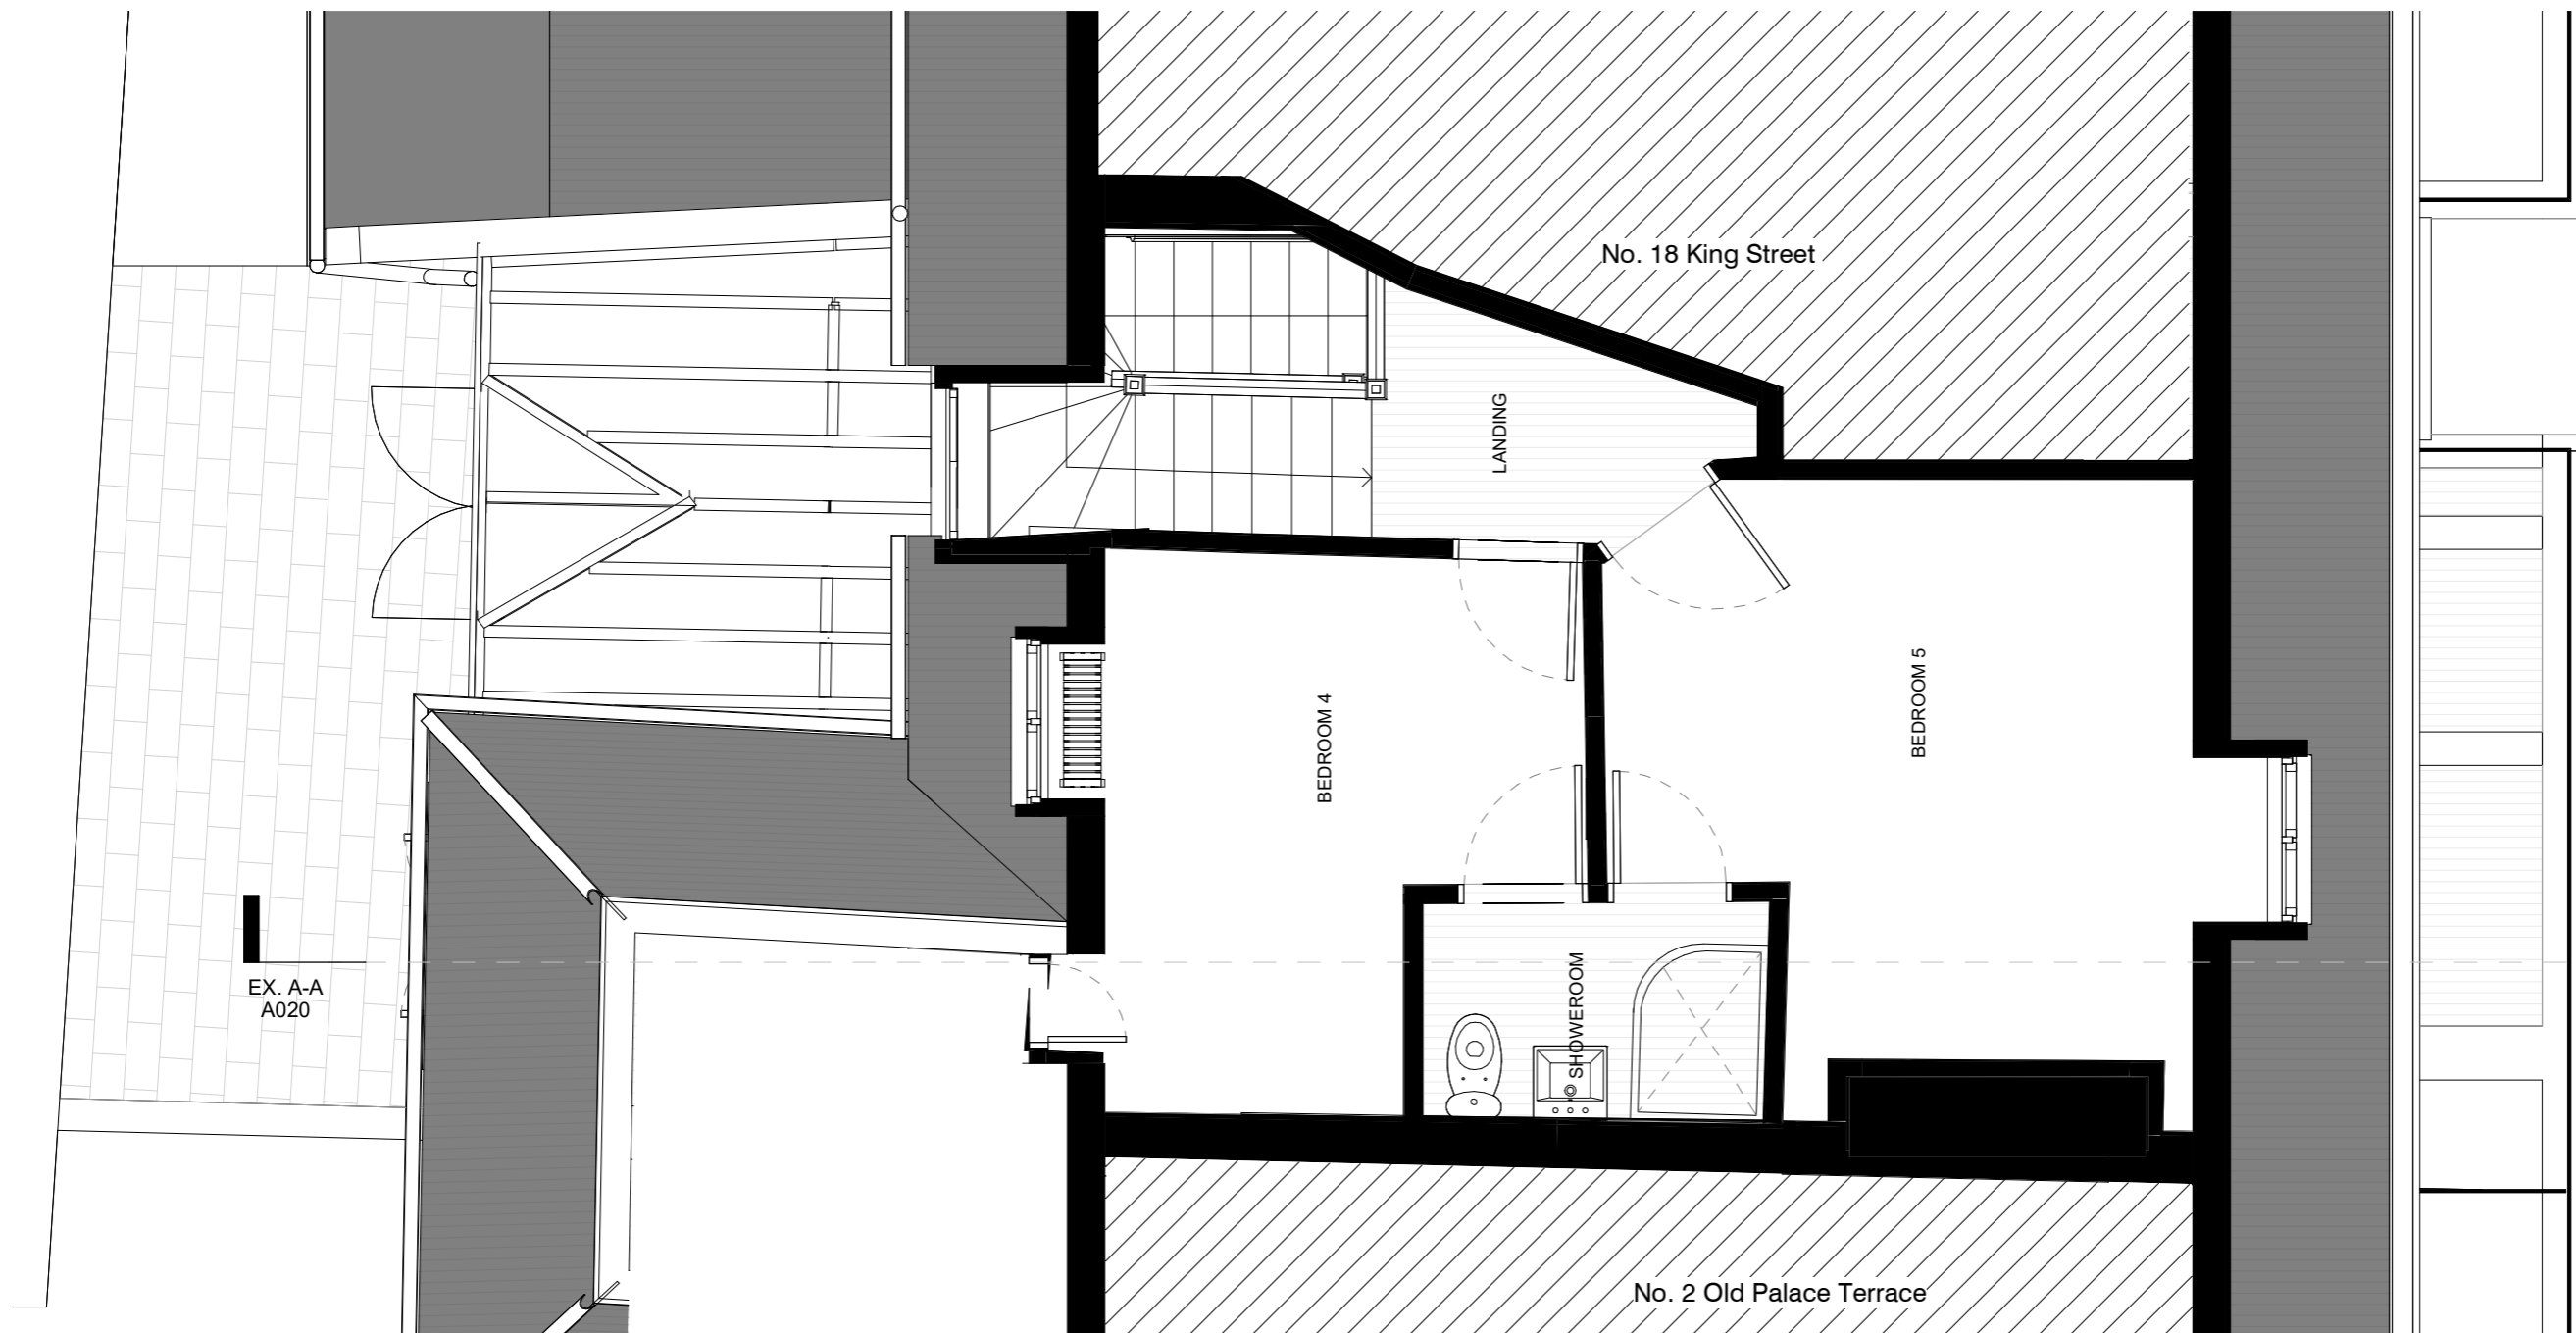 No. 18 King Street
LANDING
BEDROOM 4
BEDROOM 5
SHOWEROOM
EX. A-A
A020
No. 2 Old Palace Terrace